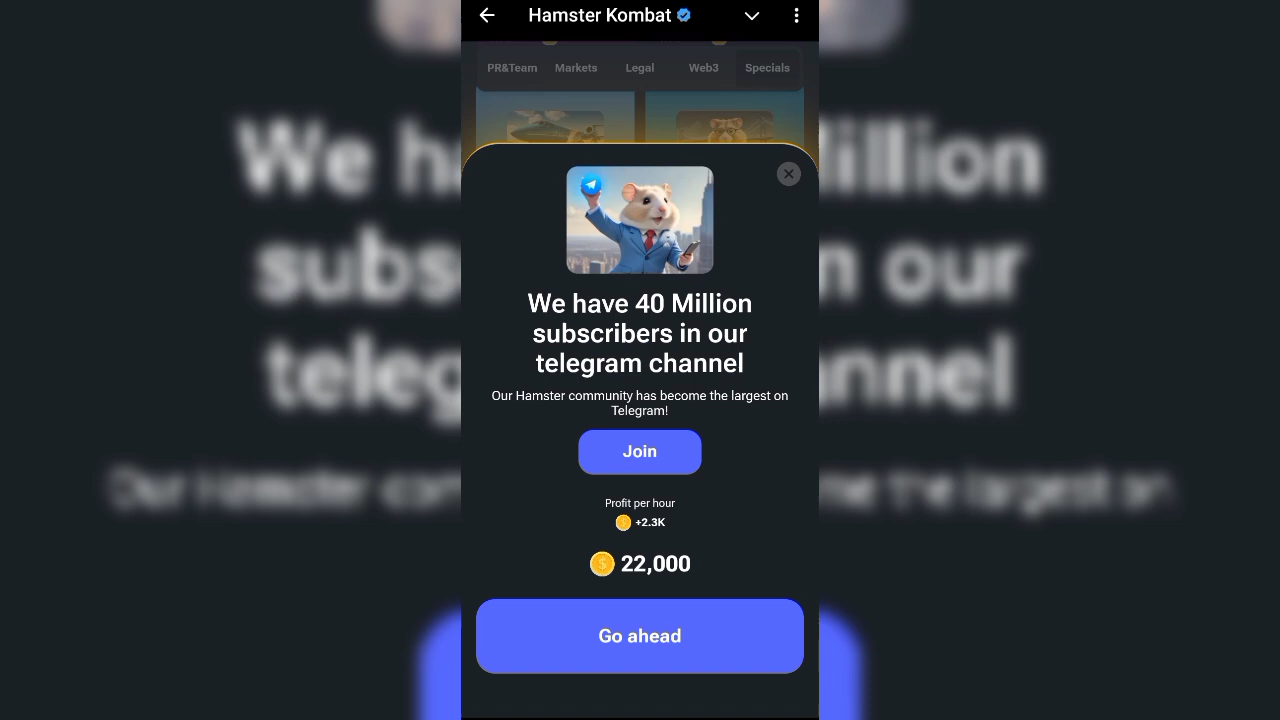 Hamster Kombat
PR&Team Markets Legal Web3 Specials
We have 40 Million
subscribers in our
telegram channel
Our Hamster community has become the largest on
Telegram!
Join
Profit per hour
+2.3K
22,000
Go ahead